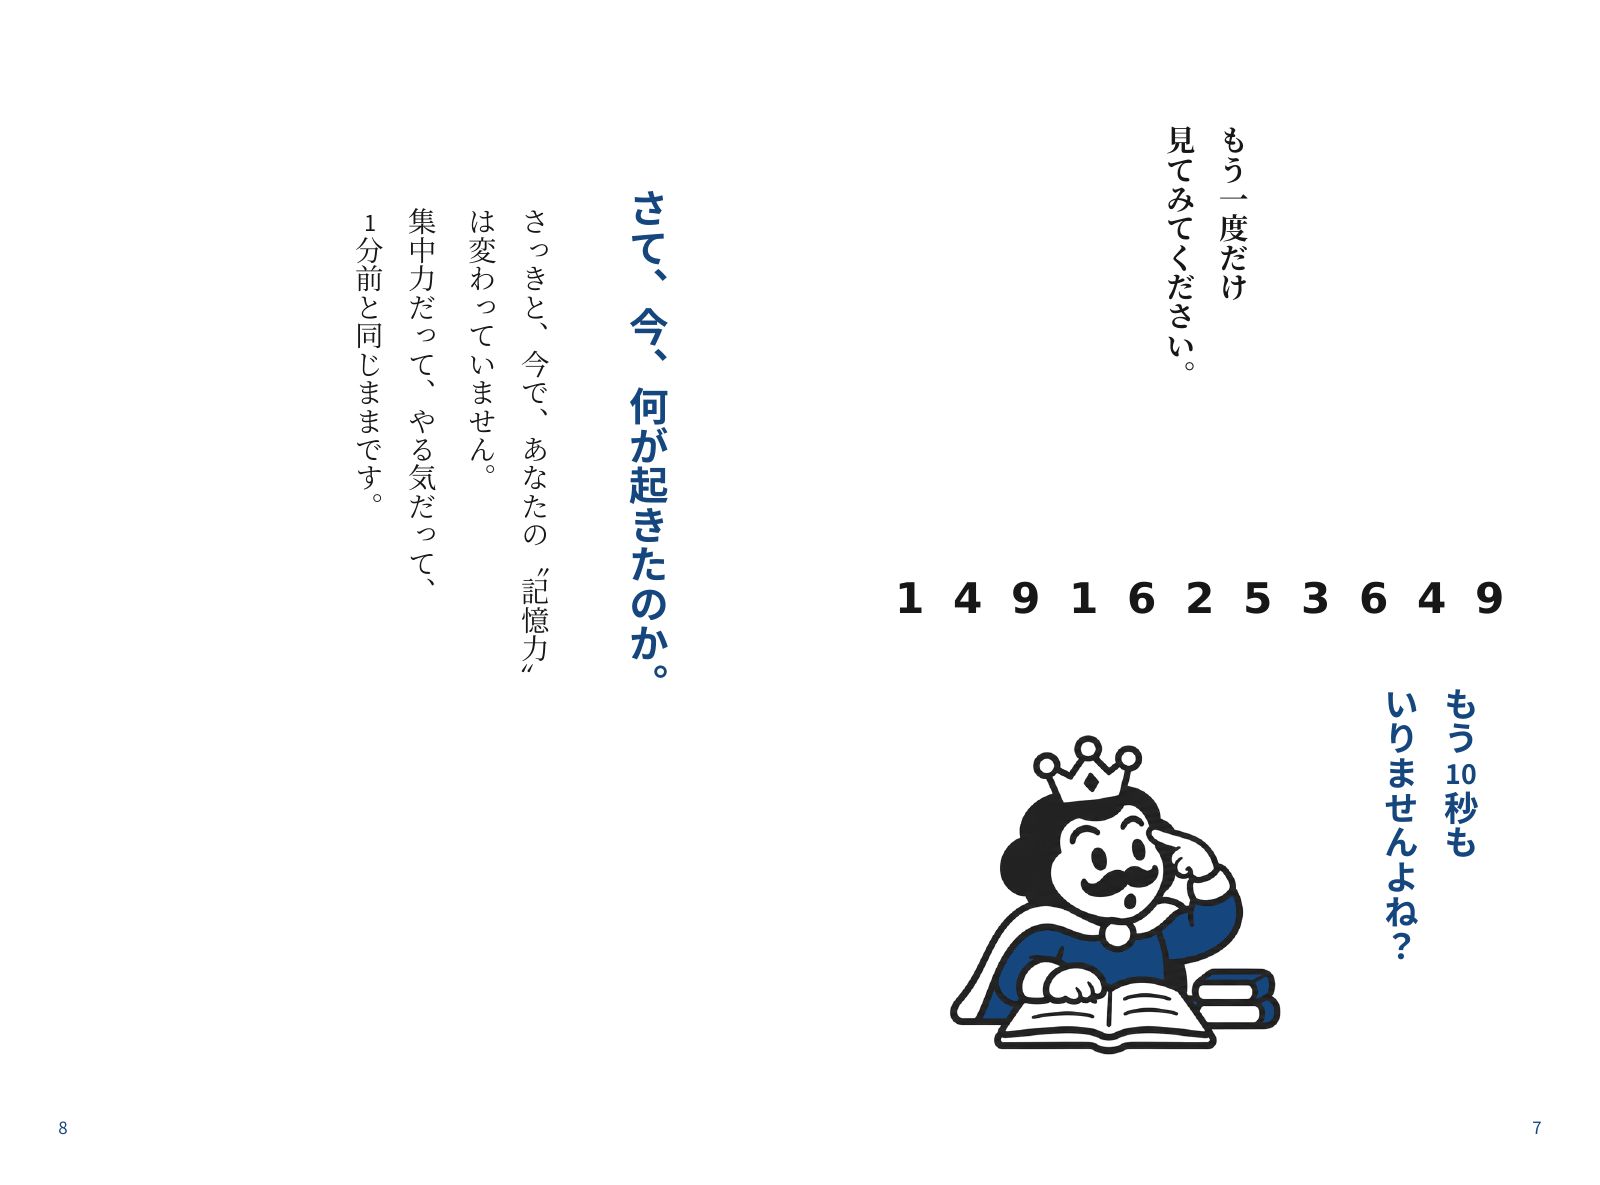 もう一度だけ
見てみてください。
1 4 9 1 6 2 5 3 6 4 9
もう10秒も
いりませんよね？
7
さて、今、何が起きたのか。
さっきと、今で、あなたの〝記憶力〟
は変わっていません。
集中力だって、やる気だって、
1分前と同じままです。
8